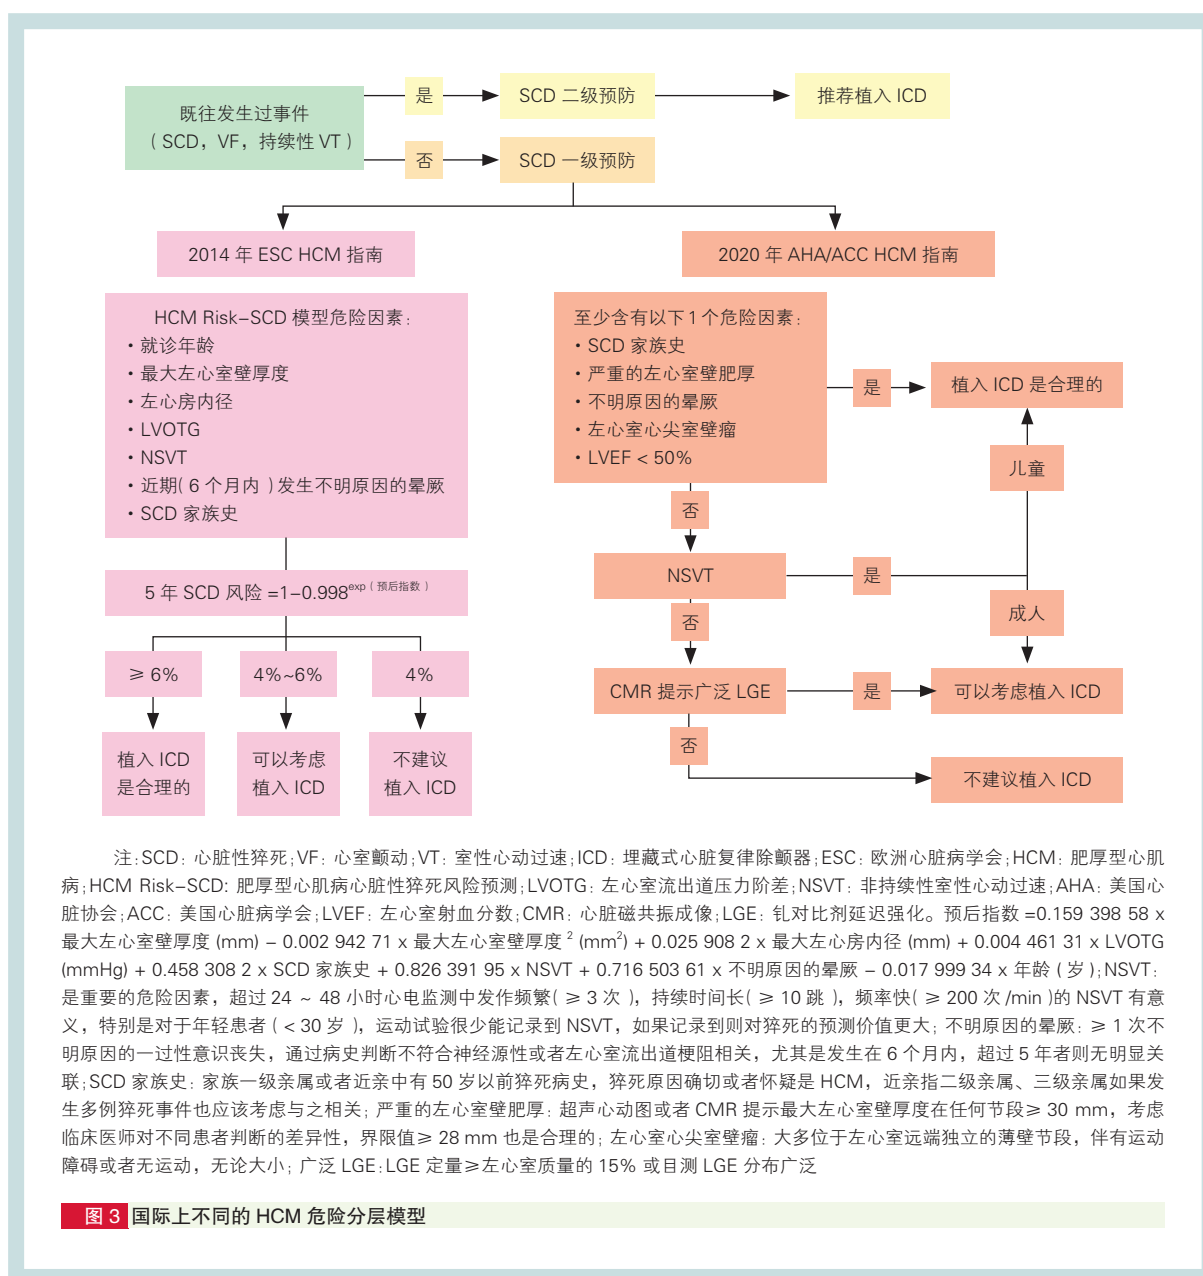 既往发生过事件
（SCD，VF，持续性 VT）
是
SCD 二级预防
推荐植入 ICD
否
SCD 一级预防
2014 年 ESC HCM 指南
2020 年 AHA/ACC HCM 指南
HCM Risk–SCD 模型危险因素：
・就诊年龄
・最大左心室壁厚度
・左心房内径
・LVOTG
・NSVT
・近期（6 个月内）发生不明原因的晕厥
・SCD 家族史
5 年 SCD 风险 =1–0.998exp（预后指数）
≥ 6%
4%~6%
4%
植入 ICD
是合理的
可以考虑
植入 ICD
不建议
植入 ICD
至少含有以下 1 个危险因素：
・SCD 家族史
・严重的左心室壁肥厚
・不明原因的晕厥
・左心室心尖室壁瘤
・LVEF < 50%
是
植入 ICD 是合理的
儿童
否
NSVT
是
成人
否
CMR 提示广泛 LGE
是
可以考虑植入 ICD
否
不建议植入 ICD
注：SCD：心脏性猝死；VF：心室颤动；VT：室性心动过速；ICD：埋藏式心脏复律除颤器；ESC：欧洲心脏病学会；HCM：肥厚型心肌
病；HCM Risk–SCD：肥厚型心肌病心脏性猝死风险预测；LVOTG：左心室流出道压力阶差；NSVT：非持续性室性心动过速；AHA：美国心
脏协会；ACC：美国心脏病学会；LVEF：左心室射血分数；CMR：心脏磁共振成像；LGE：钆对比剂延迟强化。预后指数 =0.159 398 58 x
最大左心室壁厚度 (mm) – 0.002 942 71 x 最大左心室壁厚度 ² (mm²) + 0.025 908 2 x 最大左心房内径 (mm) + 0.004 461 31 x LVOTG
(mmHg) + 0.458 308 2 x SCD 家族史 + 0.826 391 95 x NSVT + 0.716 503 61 x 不明原因的晕厥 – 0.017 999 34 x 年龄 ( 岁 )；NSVT：
是重要的危险因素，超过 24 ~ 48 小时心电监测中发作频繁（≥ 3 次），持续时间长（≥ 10 跳），频率快（≥ 200 次 /min）的 NSVT 有意
义，特别是对于年轻患者（< 30 岁），运动试验很少能记录到 NSVT，如果记录到则对猝死的预测价值更大；不明原因的晕厥：≥ 1 次不
明原因的一过性意识丧失，通过病史判断不符合神经源性或者左心室流出道梗阻相关，尤其是发生在 6 个月内，超过 5 年者则无明显关
联；SCD 家族史：家族一级亲属或者近亲中有 50 岁以前猝死病史，猝死原因确切或者怀疑是 HCM，近亲指二级亲属、三级亲属如果发
生多例猝死事件也应该考虑与之相关；严重的左心室壁肥厚：超声心动图或者 CMR 提示最大左心室壁厚度在任何节段≥ 30 mm，考虑
临床医师对不同患者判断的差异性，界限值≥ 28 mm 也是合理的；左心室心尖室壁瘤：大多位于左心室远端独立的薄壁节段，伴有运动
障碍或者无运动，无论大小；广泛 LGE：LGE 定量≥左心室质量的 15% 或目测 LGE 分布广泛
图 3 国际上不同的 HCM 危险分层模型